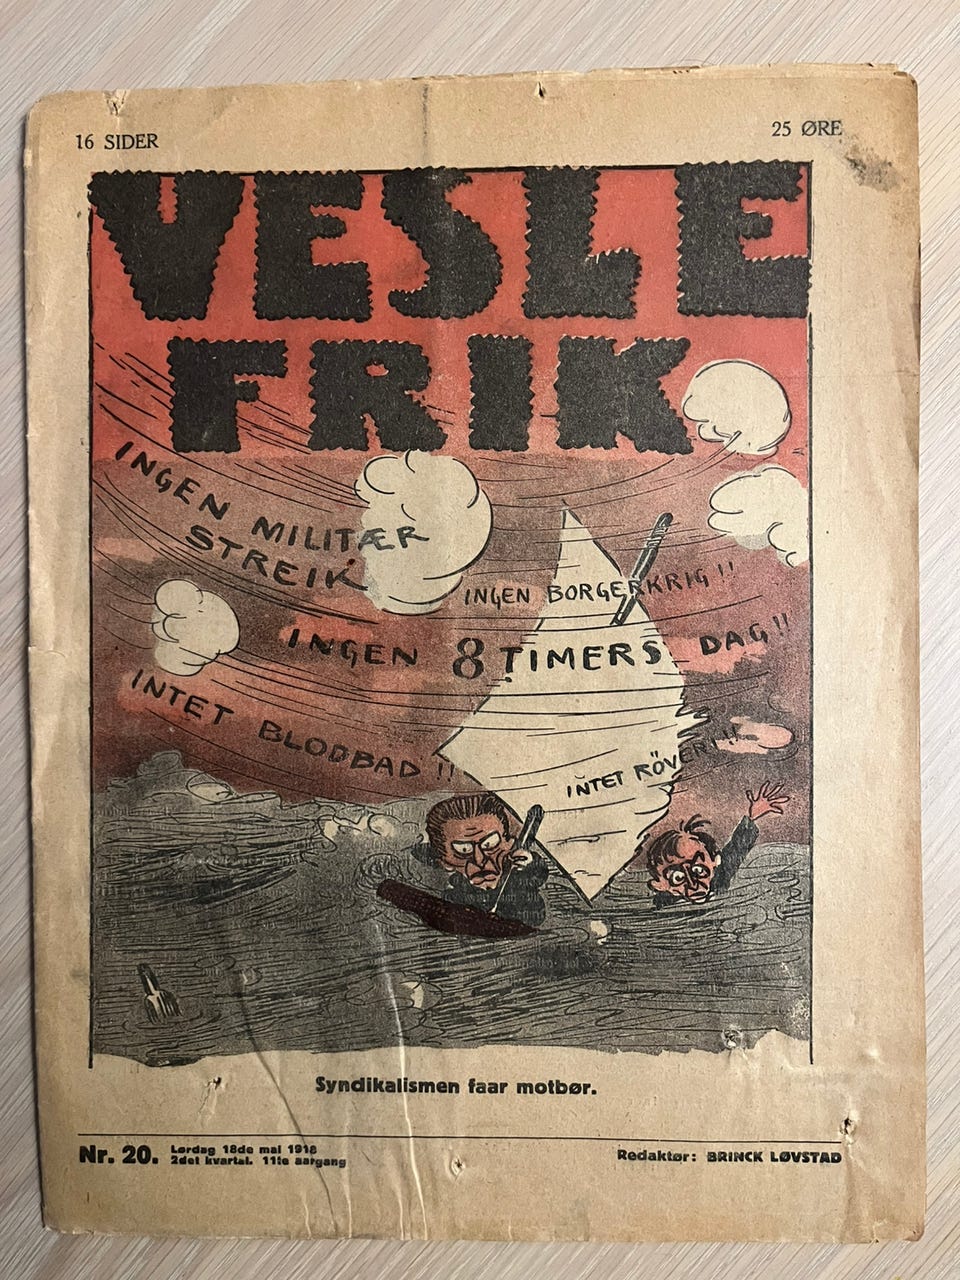 16 SIDER
25 ØRE
VESLE
FRIK
INGEN MILITÆR
STREIK
INGEN BORGERKRIG!!
INGEN 8 TIMERS DAG!!
INTET BLODBAD!!
INTET RÖVERI!!
Syndikalismen faar motbør.
Nr. 20.
Lørdag 18de mai 1918
2det kvartal. 11te aargang
Redaktør: BRINCK LØVSTAD